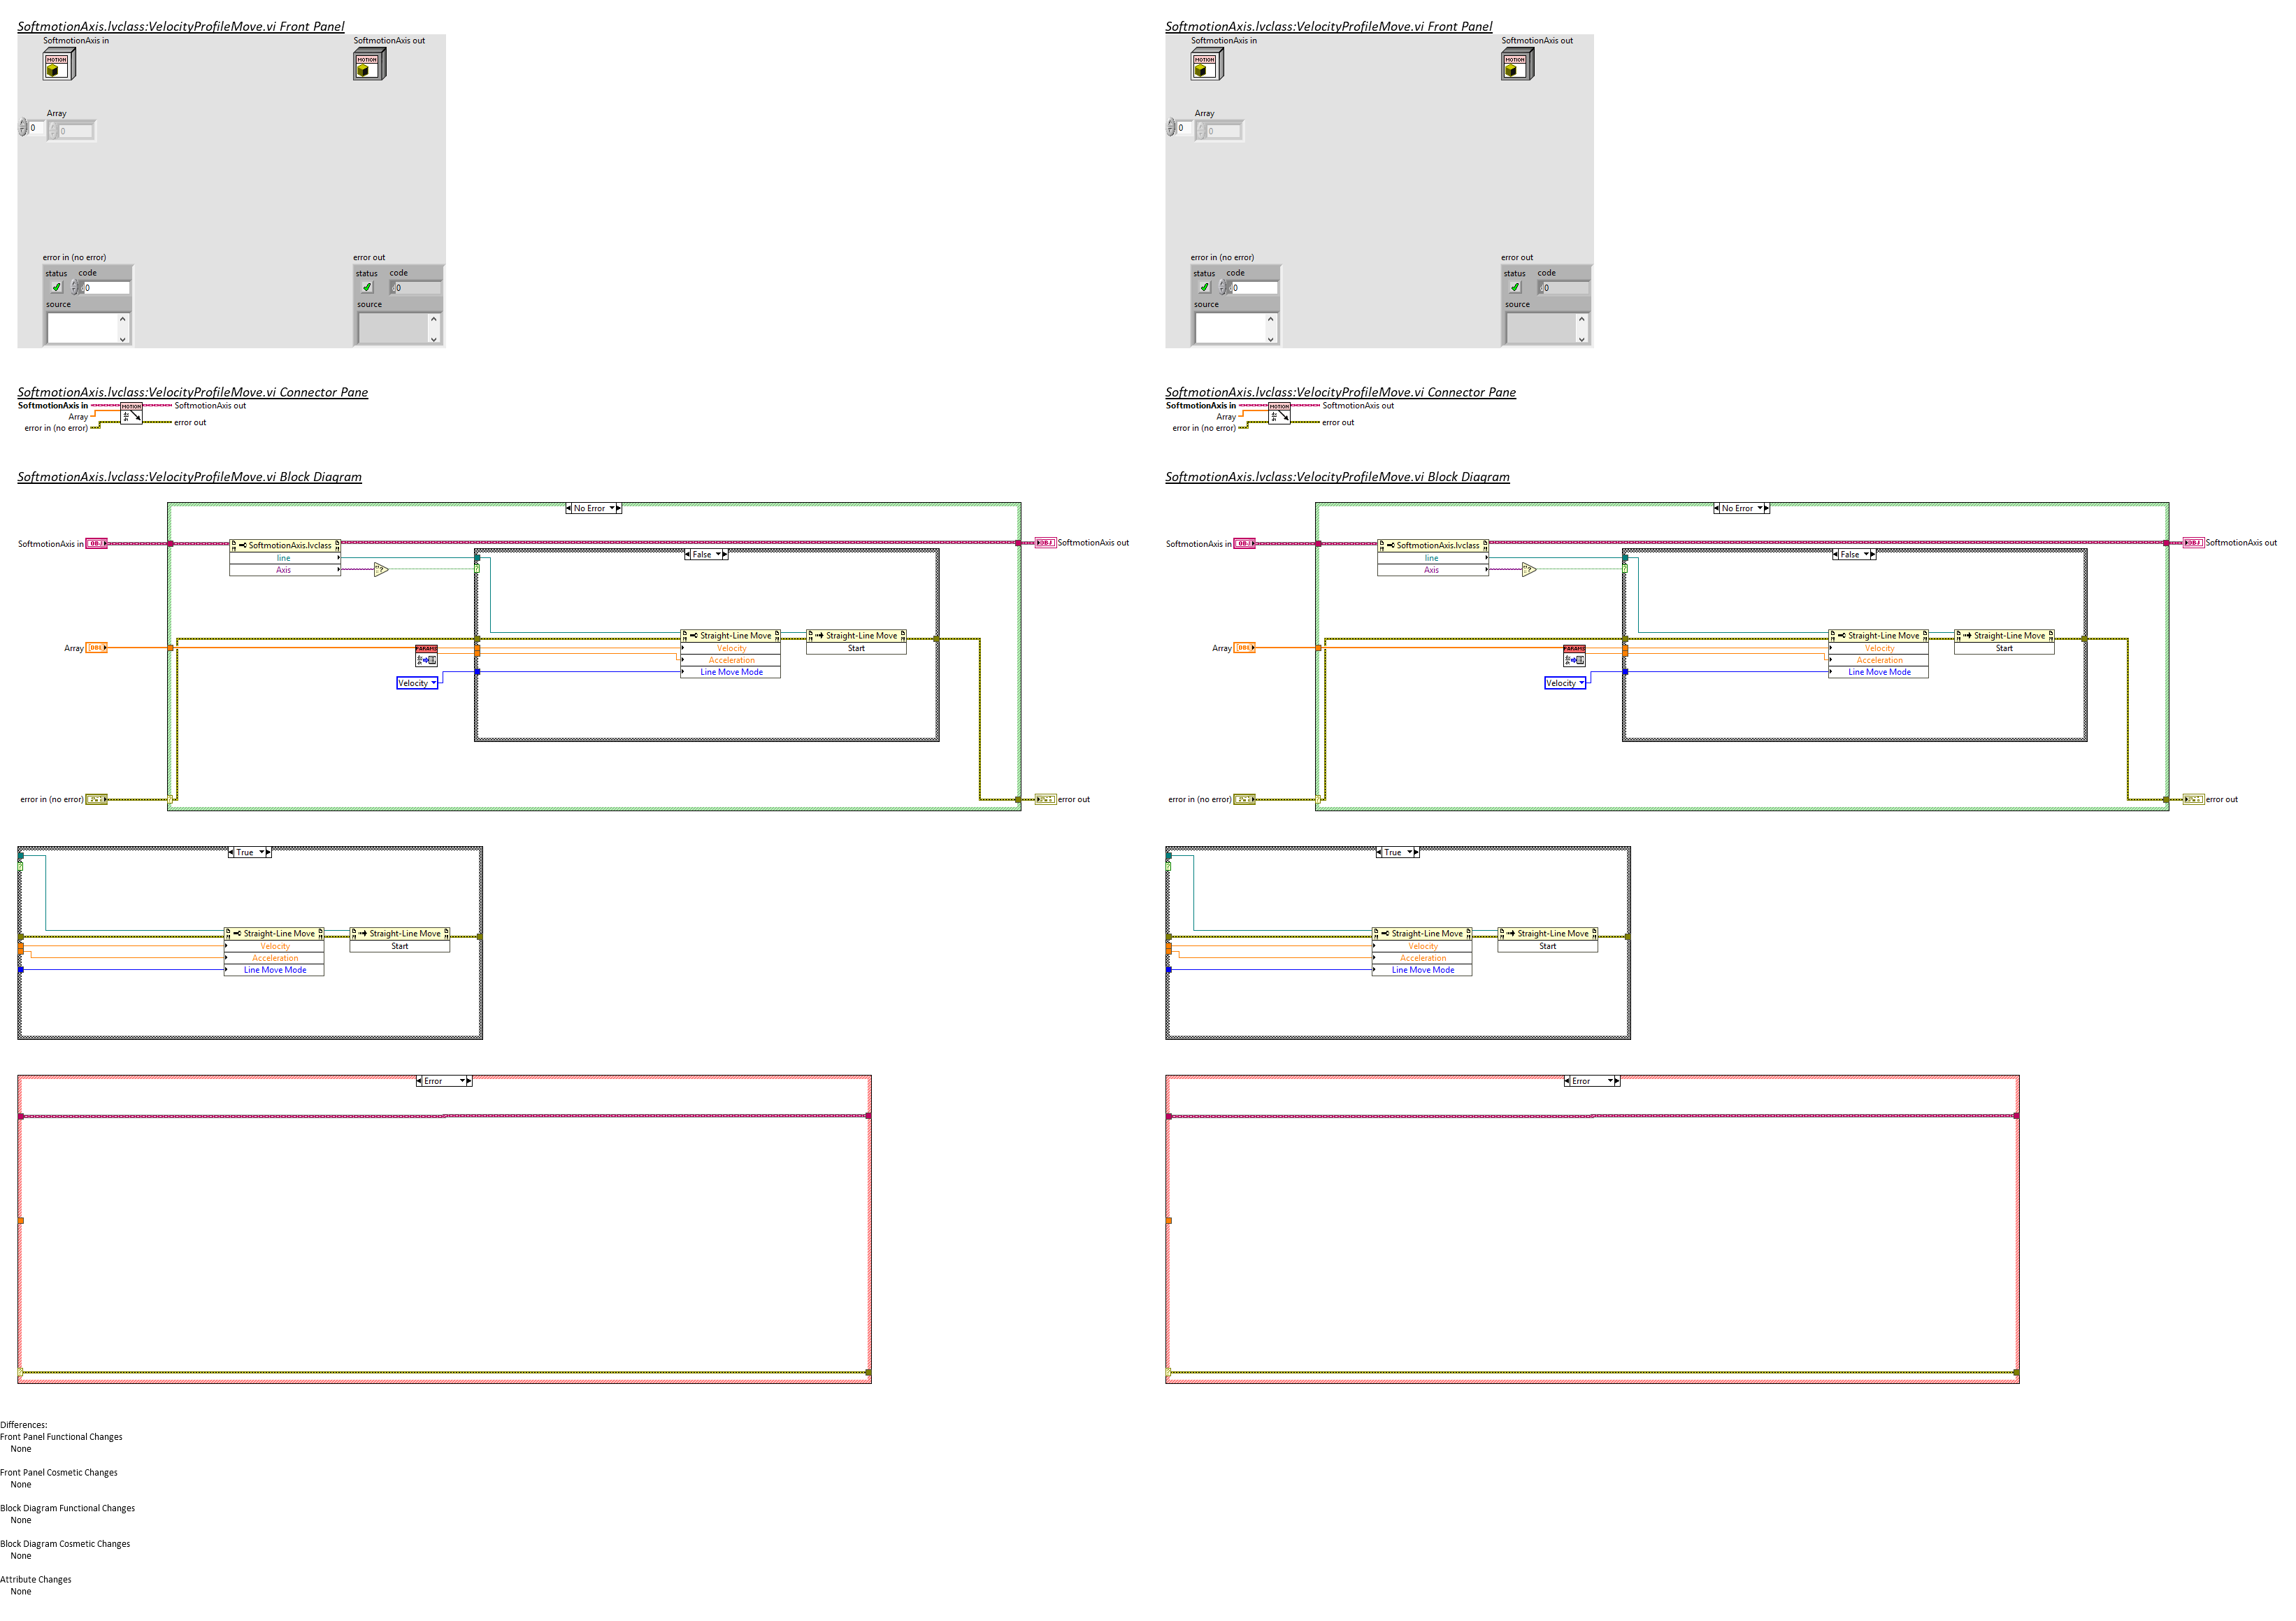 SoftmotionAxis.lvclass:VelocityProfileMove.vi Front Panel
SoftmotionAxis in
SoftmotionAxis out
MOTION
MOTION
Array
0
0
error in (no error)
error out
status code
status code
0
0
source
source
SoftmotionAxis.lvclass:VelocityProfileMove.vi Connector Pane
SoftmotionAxis in
MOTION
SoftmotionAxis out
Array
error in (no error)
error out
SoftmotionAxis.lvclass:VelocityProfileMove.vi Block Diagram
No Error
SoftmotionAxis in
OBJ
SoftmotionAxis.lvclass
line
Axis
False
OBJ
SoftmotionAxis out
Array
DBL
PARAMS
Velocity
Straight-Line Move
Velocity
Acceleration
Line Move Mode
Straight-Line Move
Start
error in (no error)
error out
True
Straight-Line Move
Velocity
Acceleration
Line Move Mode
Straight-Line Move
Start
Error
SoftmotionAxis.lvclass:VelocityProfileMove.vi Front Panel
SoftmotionAxis in
SoftmotionAxis out
MOTION
MOTION
Array
0
0
error in (no error)
error out
status code
status code
0
0
source
source
SoftmotionAxis.lvclass:VelocityProfileMove.vi Connector Pane
SoftmotionAxis in
MOTION
SoftmotionAxis out
Array
error in (no error)
error out
SoftmotionAxis.lvclass:VelocityProfileMove.vi Block Diagram
No Error
SoftmotionAxis in
OBJ
SoftmotionAxis.lvclass
line
Axis
False
OBJ
SoftmotionAxis out
Array
DBL
PARAMS
Velocity
Straight-Line Move
Velocity
Acceleration
Line Move Mode
Straight-Line Move
Start
error in (no error)
error out
True
Straight-Line Move
Velocity
Acceleration
Line Move Mode
Straight-Line Move
Start
Error
Differences:
Front Panel Functional Changes
None
Front Panel Cosmetic Changes
None
Block Diagram Functional Changes
None
Block Diagram Cosmetic Changes
None
Attribute Changes
None